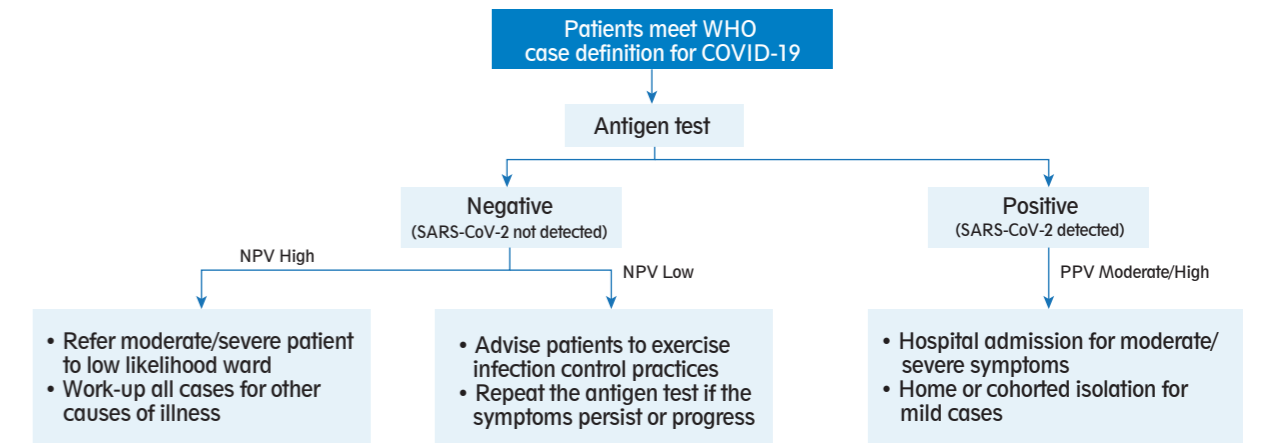 Patients meet WHO
case definition for COVID-19
Antigen test
Negative
(SARS-CoV-2 not detected)
Positive
(SARS-CoV-2 detected)
NPV High
NPV Low
PPV Moderate/High
• Refer moderate/severe patient
to low likelihood ward
• Work-up all cases for other
causes of illness
• Advise patients to exercise
infection control practices
• Repeat the antigen test if the
symptoms persist or progress
• Hospital admission for moderate/
severe symptoms
• Home or cohorted isolation for
mild cases